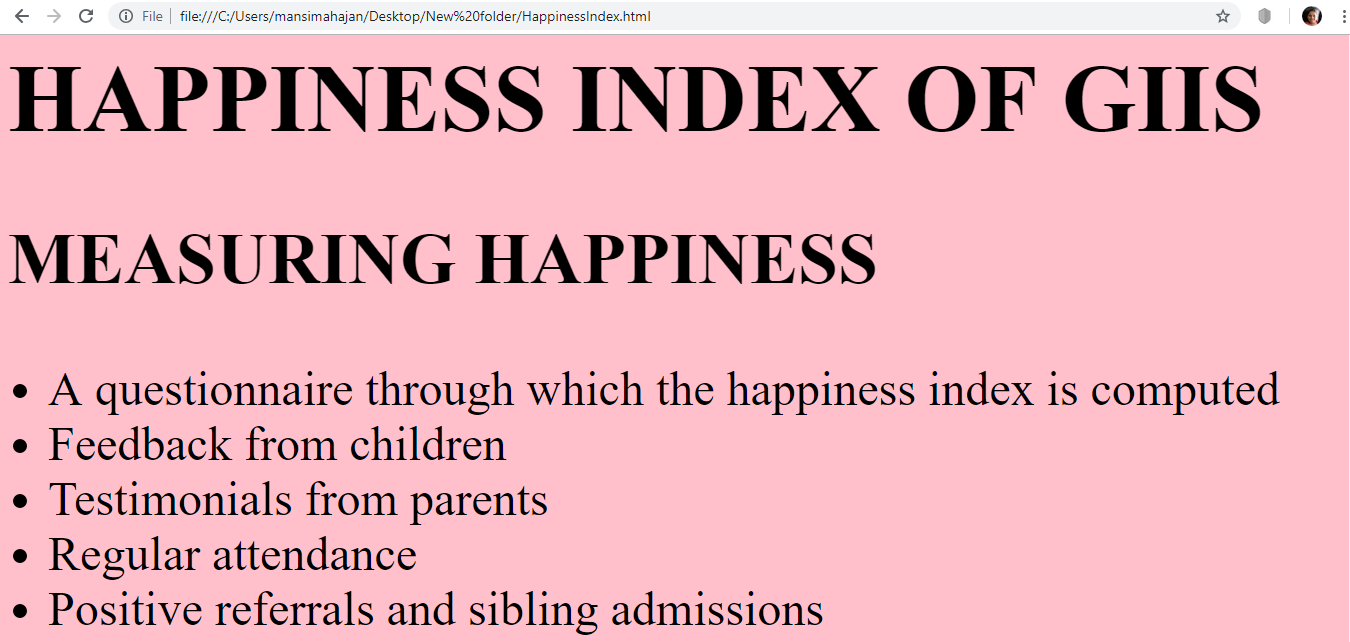 File | file:///C:/Users/mansimahajan/Desktop/New%20folder/HappinessIndex.html
HAPPINESS INDEX OF GIIS
MEASURING HAPPINESS
• A questionnaire through which the happiness index is computed
• Feedback from children
• Testimonials from parents
• Regular attendance
• Positive referrals and sibling admissions